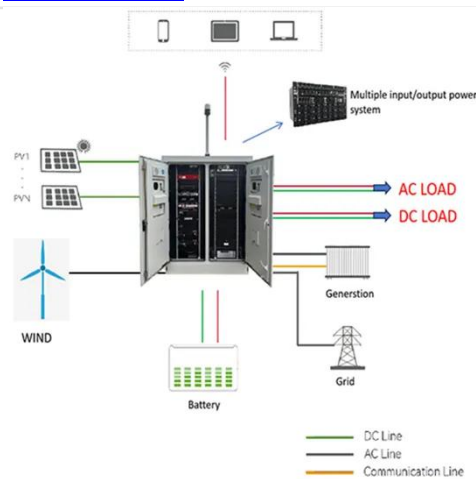 Multiple input/output power
system
PV1
PVN
AC LOAD
DC LOAD
Generstion
WIND
Grid
Battery
DC Line
AC Line
Communication Line